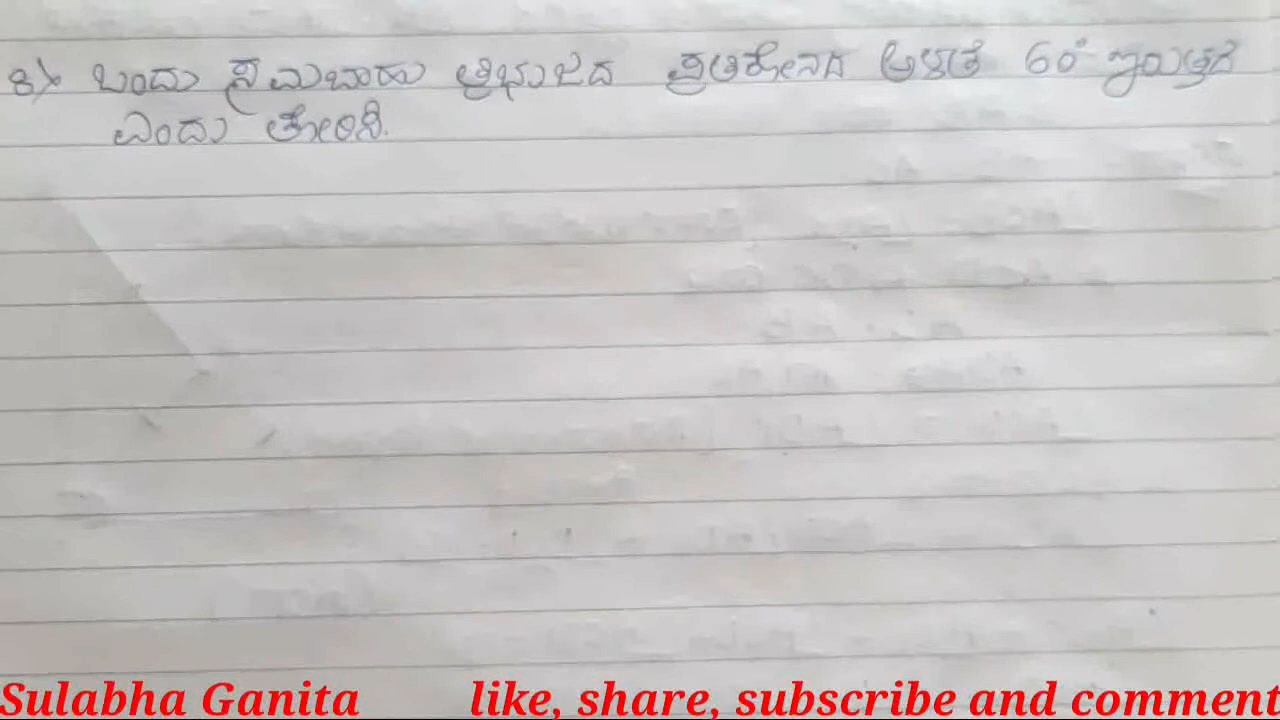 8) ಒಂದು ಸಮಬಾಹು ತ್ರಿಭುಜದ ಪ್ರತಿಕೋನದ ಅಳತೆ 60° ಇರುತ್ತದೆ
ಎಂದು ತೋರಿಸಿ.
Sulabha Ganita like, share, subscribe and comment